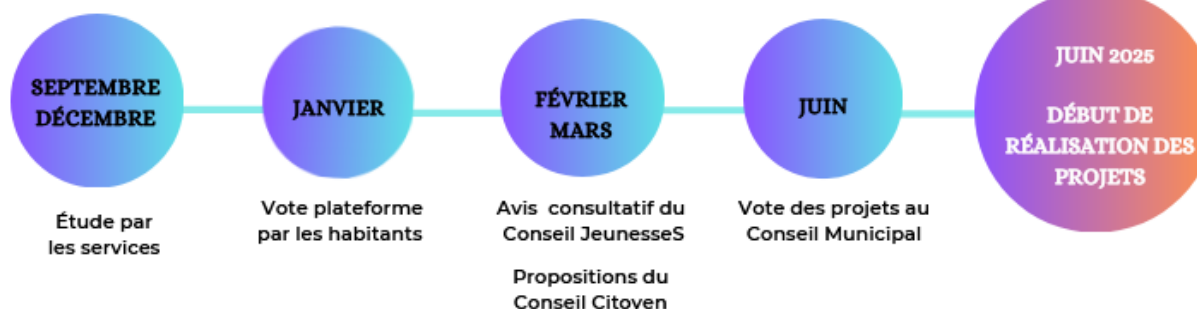 SEPTEMBRE
DÉCEMBRE
Étude par
les services
JANVIER
Vote plateforme
par les habitants
FÉVRIER
MARS
Avis consultatif du
Conseil JeunesseS
Propositions du
Conseil Citoyen
JUIN
Vote des projets au
Conseil Municipal
JUIN 2025
DÉBUT DE
RÉALISATION DES
PROJETS